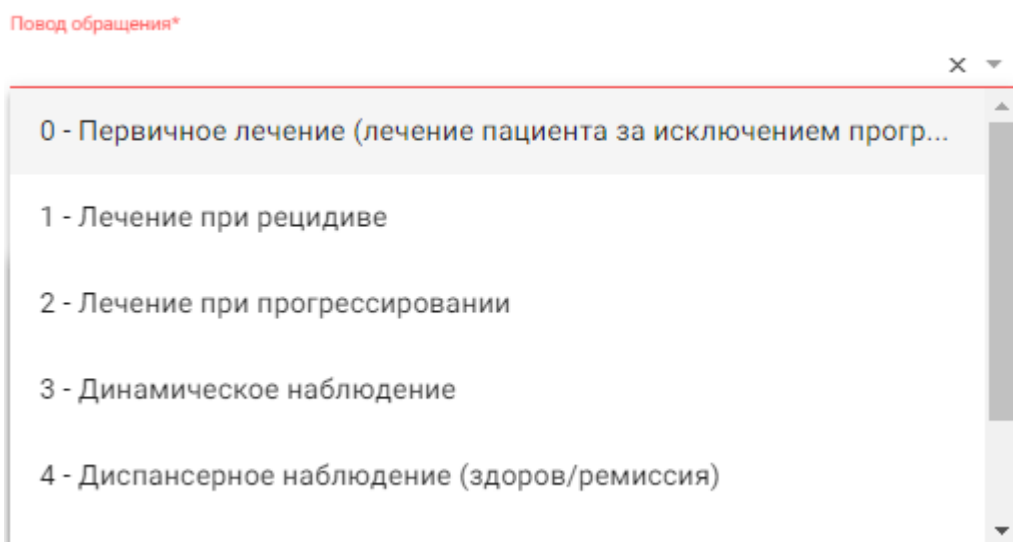 Повод обращения*
0 - Первичное лечение (лечение пациента за исключением прогр...
1 - Лечение при рецидиве
2 - Лечение при прогрессировании
3 - Динамическое наблюдение
4 - Диспансерное наблюдение (здоров/ремиссия)